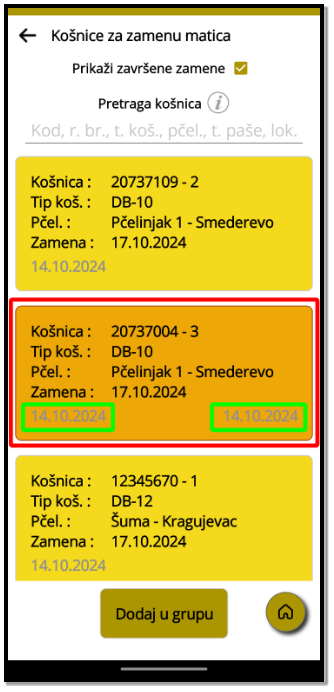 Košnice za zamenu matica
Prikaži završene zamene
Pretraga košnica i
Kod, r. br., t. koš., pčel., t. paše, lok.
Košnica : 20737109 - 2
Tip koš. : DB-10
Pčel. : Pčelinjak 1 - Smederevo
Zamena : 17.10.2024
14.10.2024
Košnica : 20737004 - 3
Tip koš. : DB-10
Pčel. : Pčelinjak 1 - Smederevo
Zamena : 17.10.2024
14.10.2024 14.10.2024
Košnica : 12345670 - 1
Tip koš. : DB-12
Pčel. : Šuma - Kragujevac
Zamena : 17.10.2024
14.10.2024
Dodaj u grupu